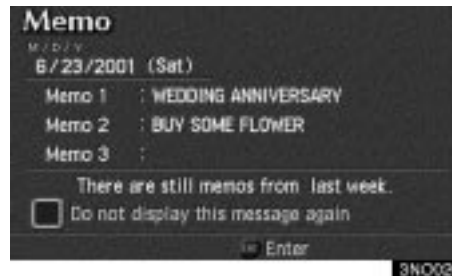 Memo
M/D/Y
6/23/2001 (Sat)
Memo 1 : WEDDING ANNIVERSARY
Memo 2 : BUY SOME FLOWER
Memo 3 :
There are still memos from last week.
Do not display this message again
Enter